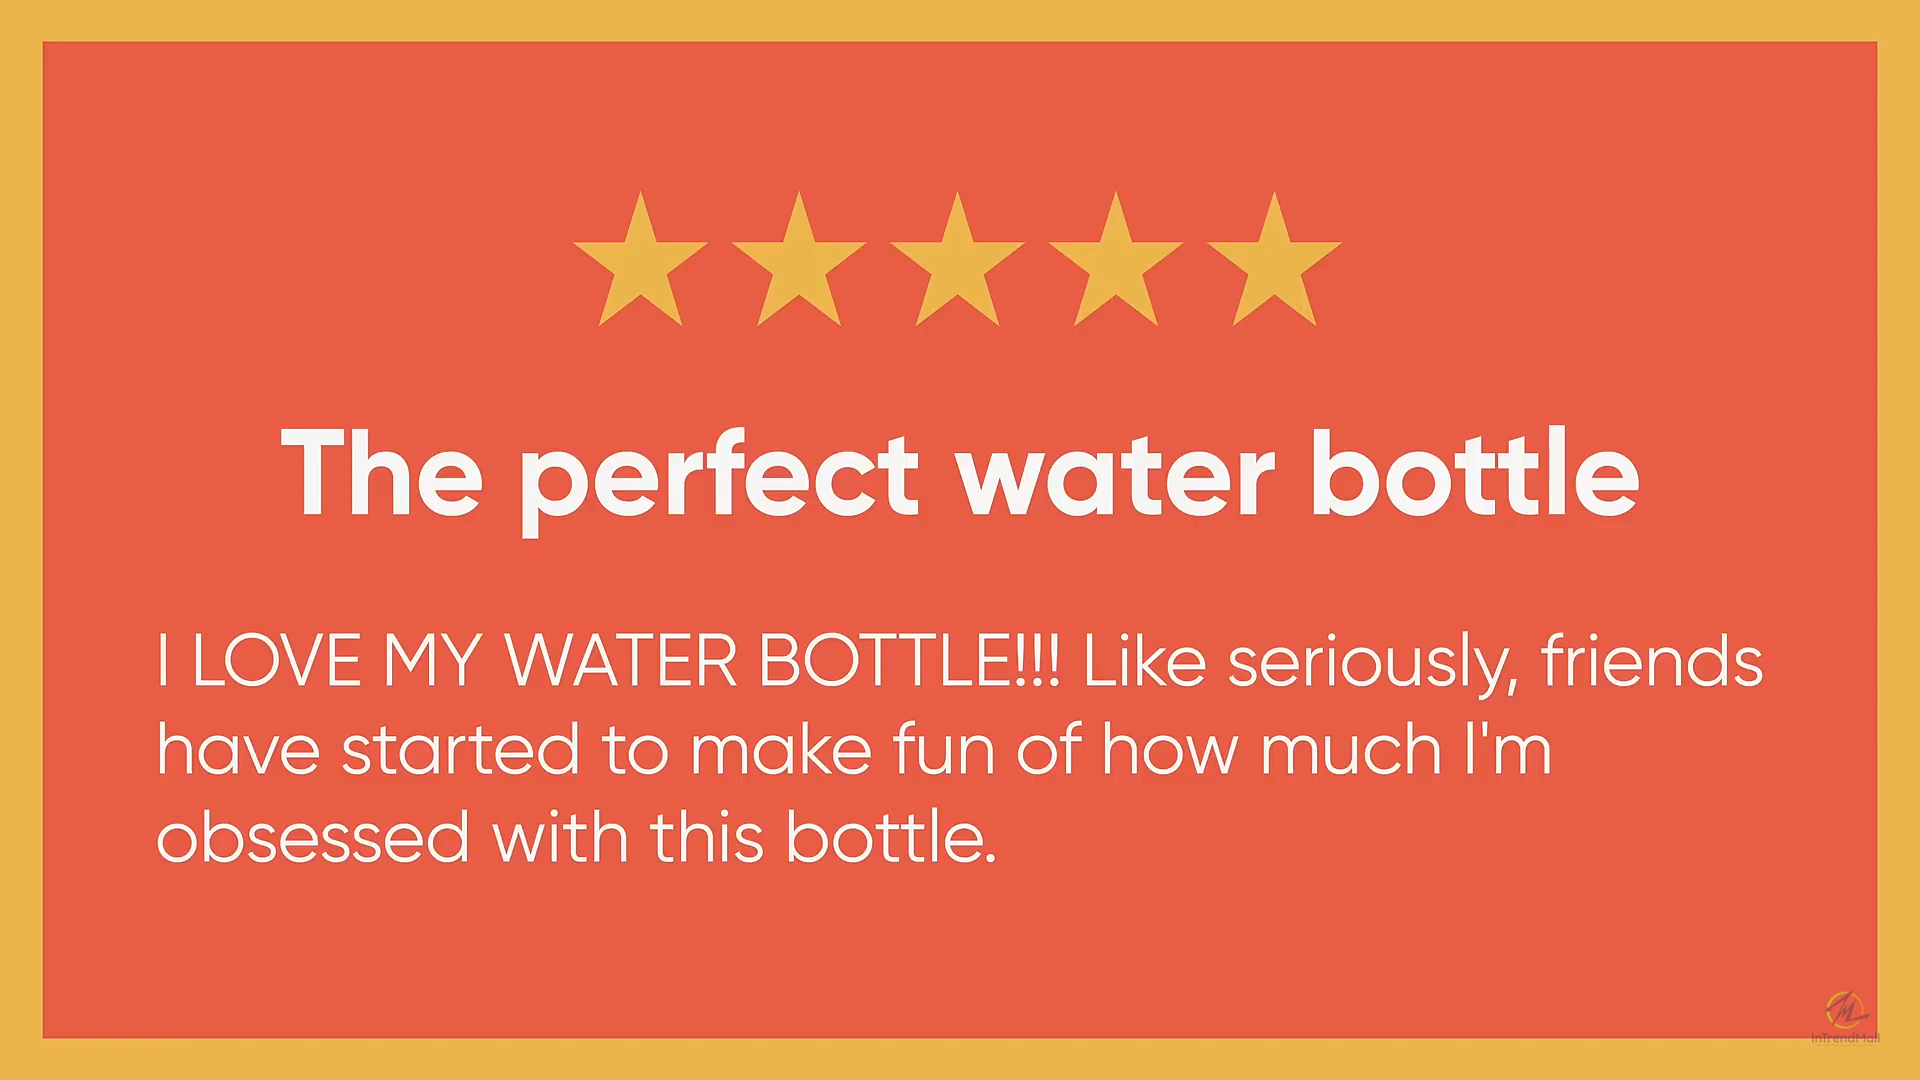 The perfect water bottle
I LOVE MY WATER BOTTLE!!! Like seriously, friends
have started to make fun of how much I'm
obsessed with this bottle.
InTrendMall